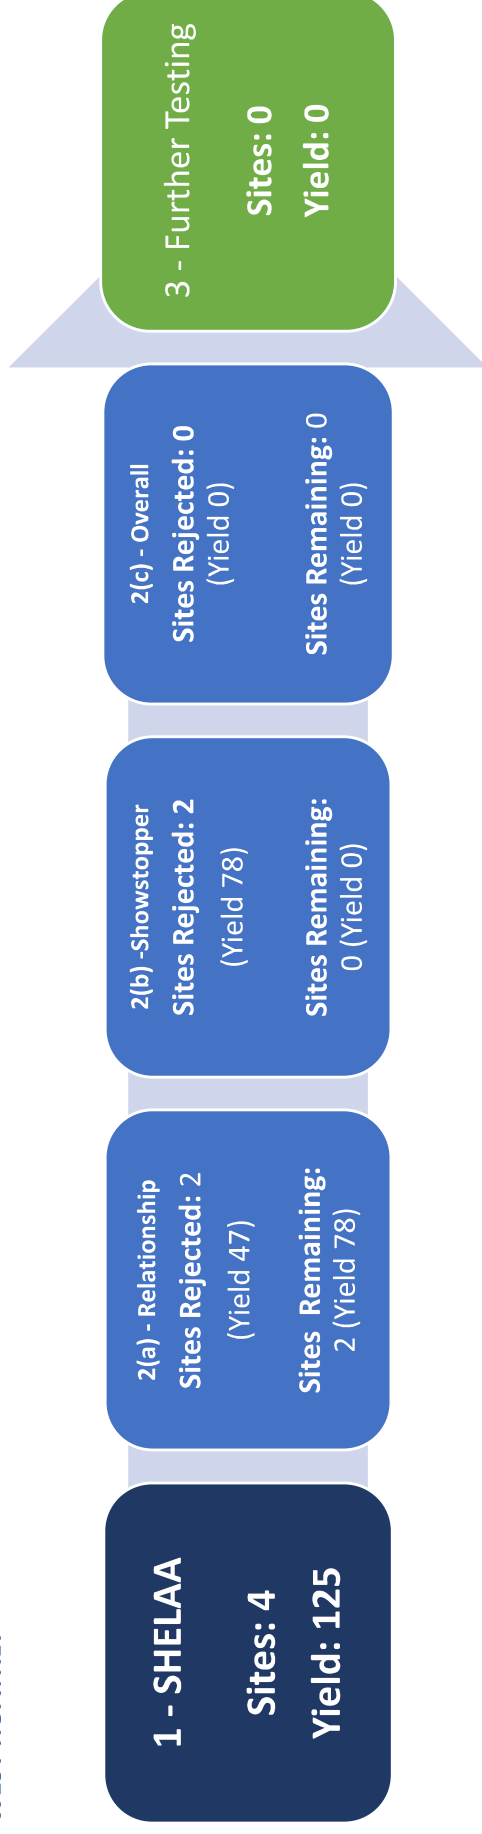 1 - SHELAA
Sites: 4
Yield: 125
2(a) - Relationship
Sites Rejected: 2
(Yield 47)
Sites Remaining:
2 (Yield 78)
2(b) -Showstopper
Sites Rejected: 2
(Yield 78)
Sites Remaining:
0 (Yield 0)
2(c) - Overall
Sites Rejected: 0
(Yield 0)
Sites Remaining: 0
(Yield 0)
3 - Further Testing
Sites: 0
Yield: 0